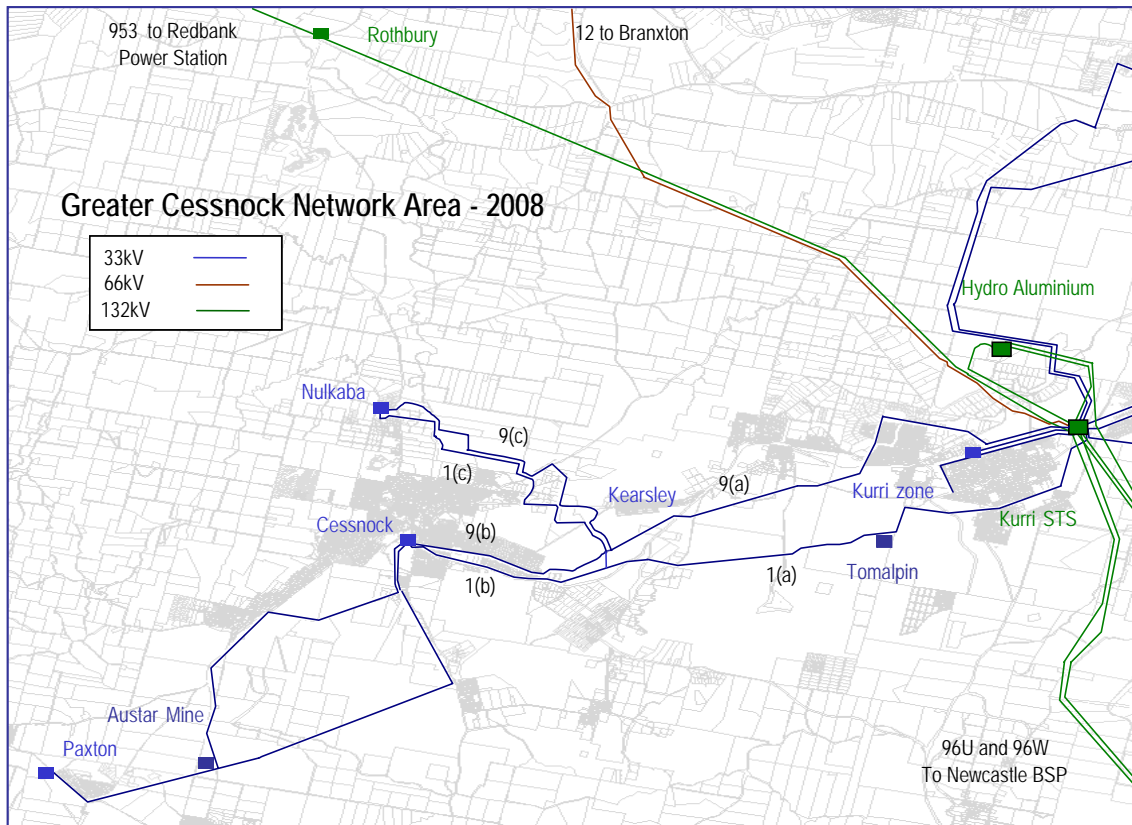 953 to Redbank
Power Station
Rothbury
12 to Branxton
Greater Cessnock Network Area - 2008
33kV
66kV
132kV
Hydro Aluminium
Nulkaba
9(c)
1(c)
Kearsley
9(a)
Kurri zone
Cessnock
9(b)
Kurri STS
1(b)
1(a)
Tomalpin
Austar Mine
Paxton
96U and 96W
To Newcastle BSP